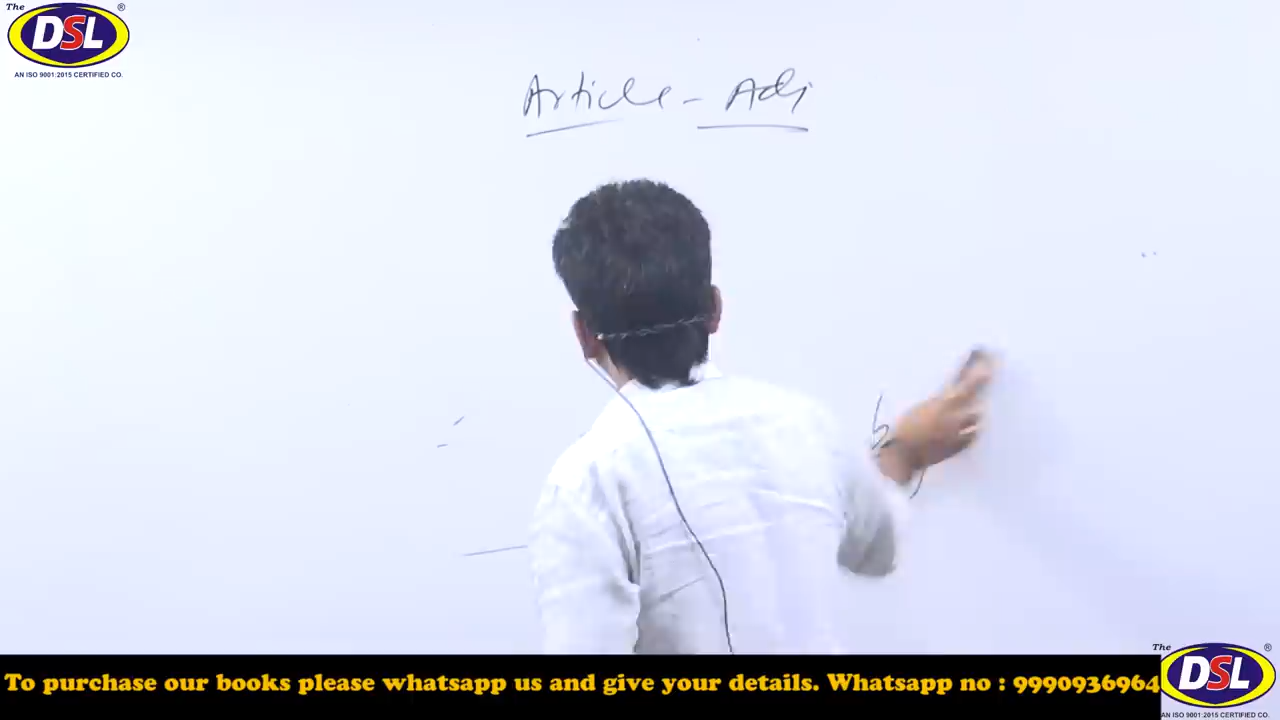 The
DSL
®
AN ISO 9001:2015 CERTIFIED CO.
Article - Adj
b
To purchase our books please whatsapp us and give your details. Whatsapp no : 9990936964
The
DSL
®
AN ISO 9001:2015 CERTIFIED CO.